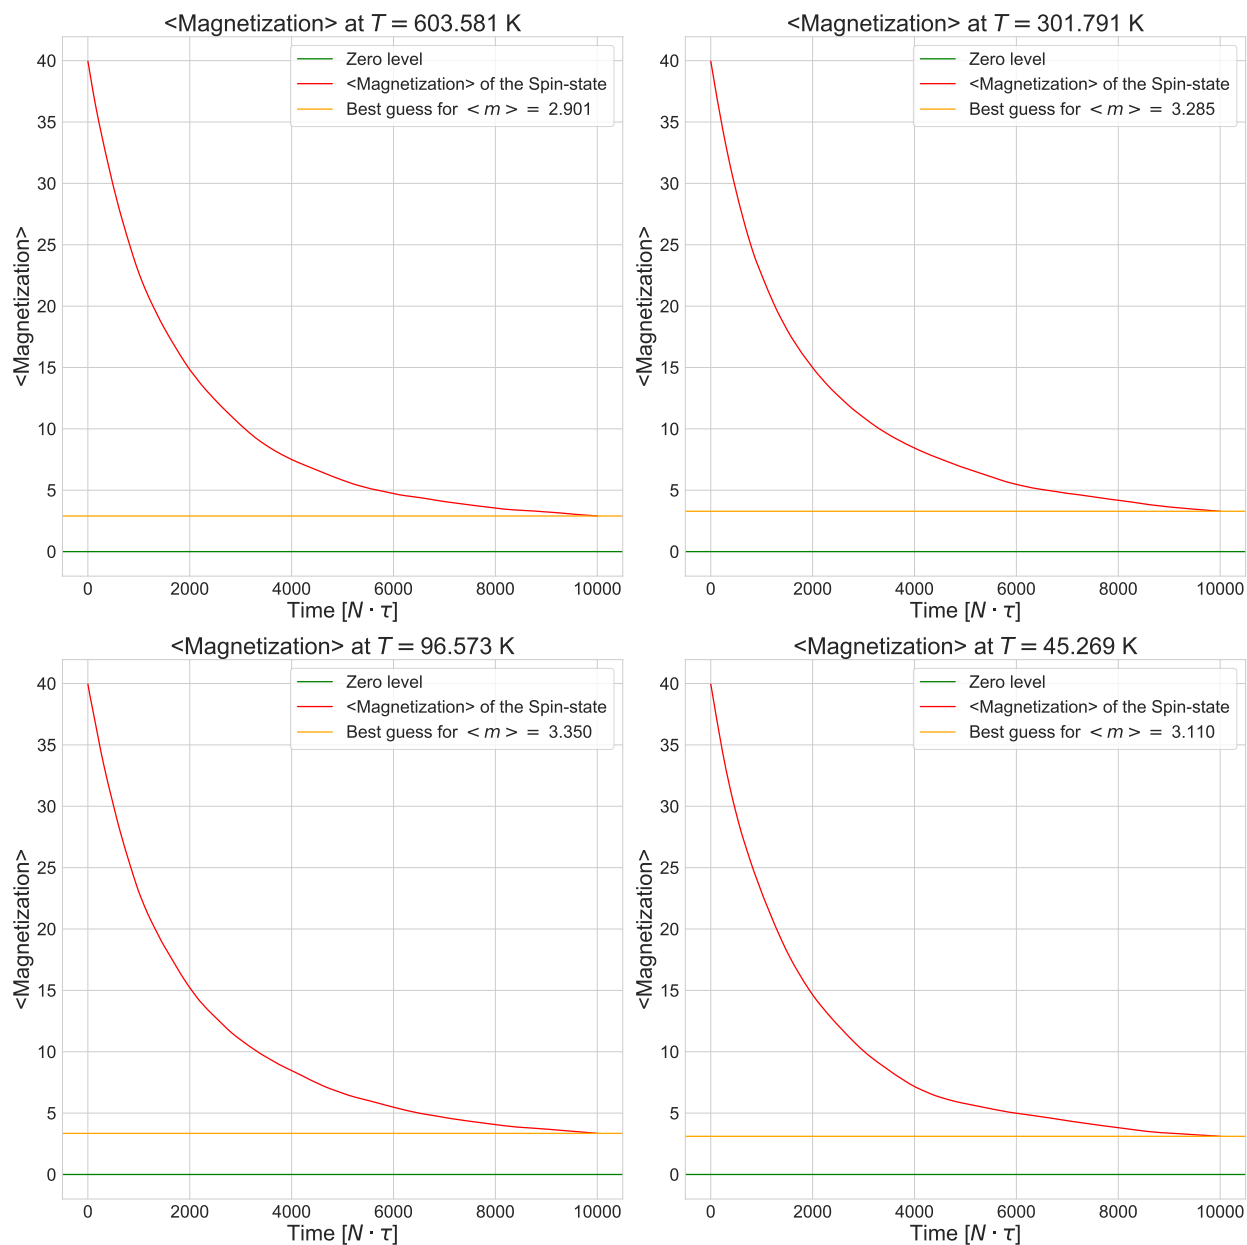 <Magnetization> at T = 603.581 K
Zero level
<Magnetization> of the Spin-state
Best guess for < m > = 2.901
40
35
30
25
20
15
10
5
0
<Magnetization>
0 2000 4000 6000 8000 10000
Time [N · τ]
<Magnetization> at T = 301.791 K
Zero level
<Magnetization> of the Spin-state
Best guess for < m > = 3.285
40
35
30
25
20
15
10
5
0
<Magnetization>
0 2000 4000 6000 8000 10000
Time [N · τ]
<Magnetization> at T = 96.573 K
Zero level
<Magnetization> of the Spin-state
Best guess for < m > = 3.350
40
35
30
25
20
15
10
5
0
<Magnetization>
0 2000 4000 6000 8000 10000
Time [N · τ]
<Magnetization> at T = 45.269 K
Zero level
<Magnetization> of the Spin-state
Best guess for < m > = 3.110
40
35
30
25
20
15
10
5
0
<Magnetization>
0 2000 4000 6000 8000 10000
Time [N · τ]